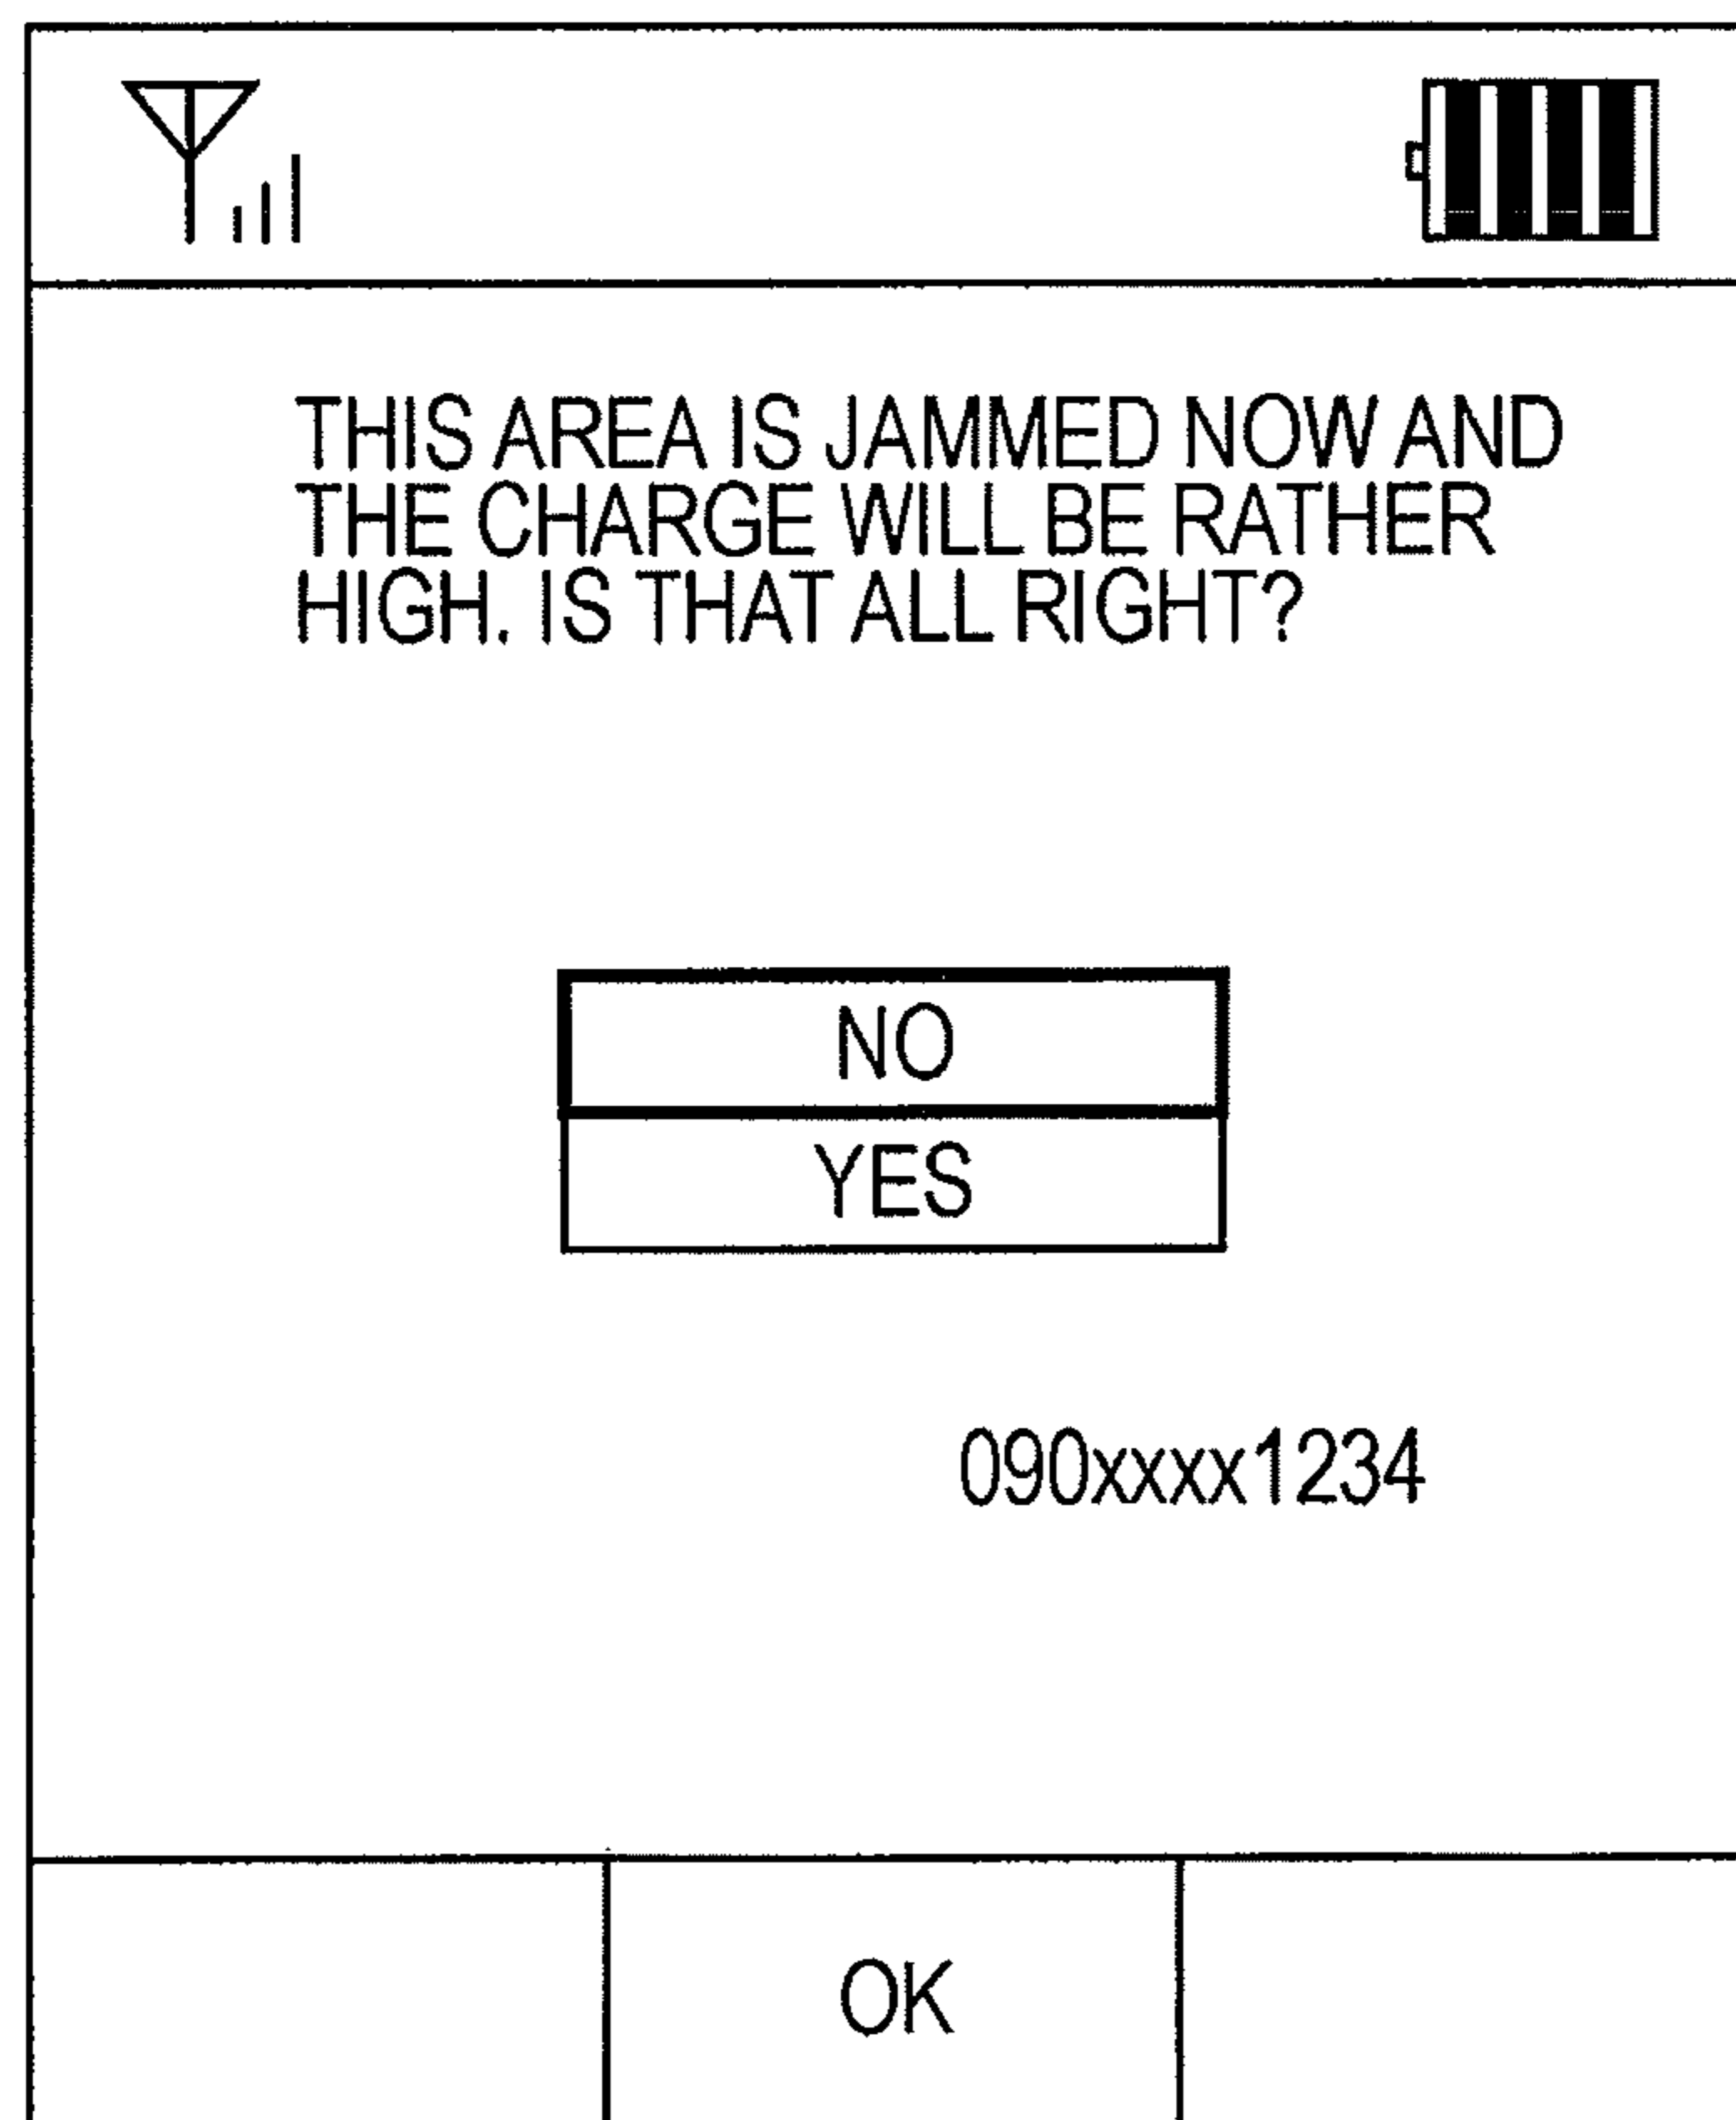 THIS AREA IS JAMMED NOW AND
THE CHARGE WILL BE RATHER
HIGH. IS THAT ALL RIGHT?
NO
YES
090xxxx1234
OK